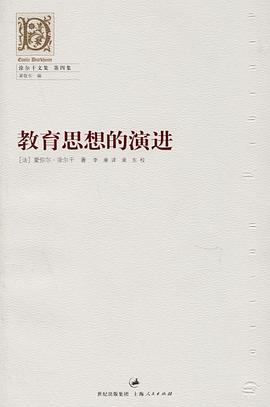 Emile Durkheim
涂尔干文集 第四卷
渠敬东 编
教育思想的演进
[法] 爱弥尔·涂尔干 著 李康 译 渠东 校
世纪出版集团 上海人民出版社